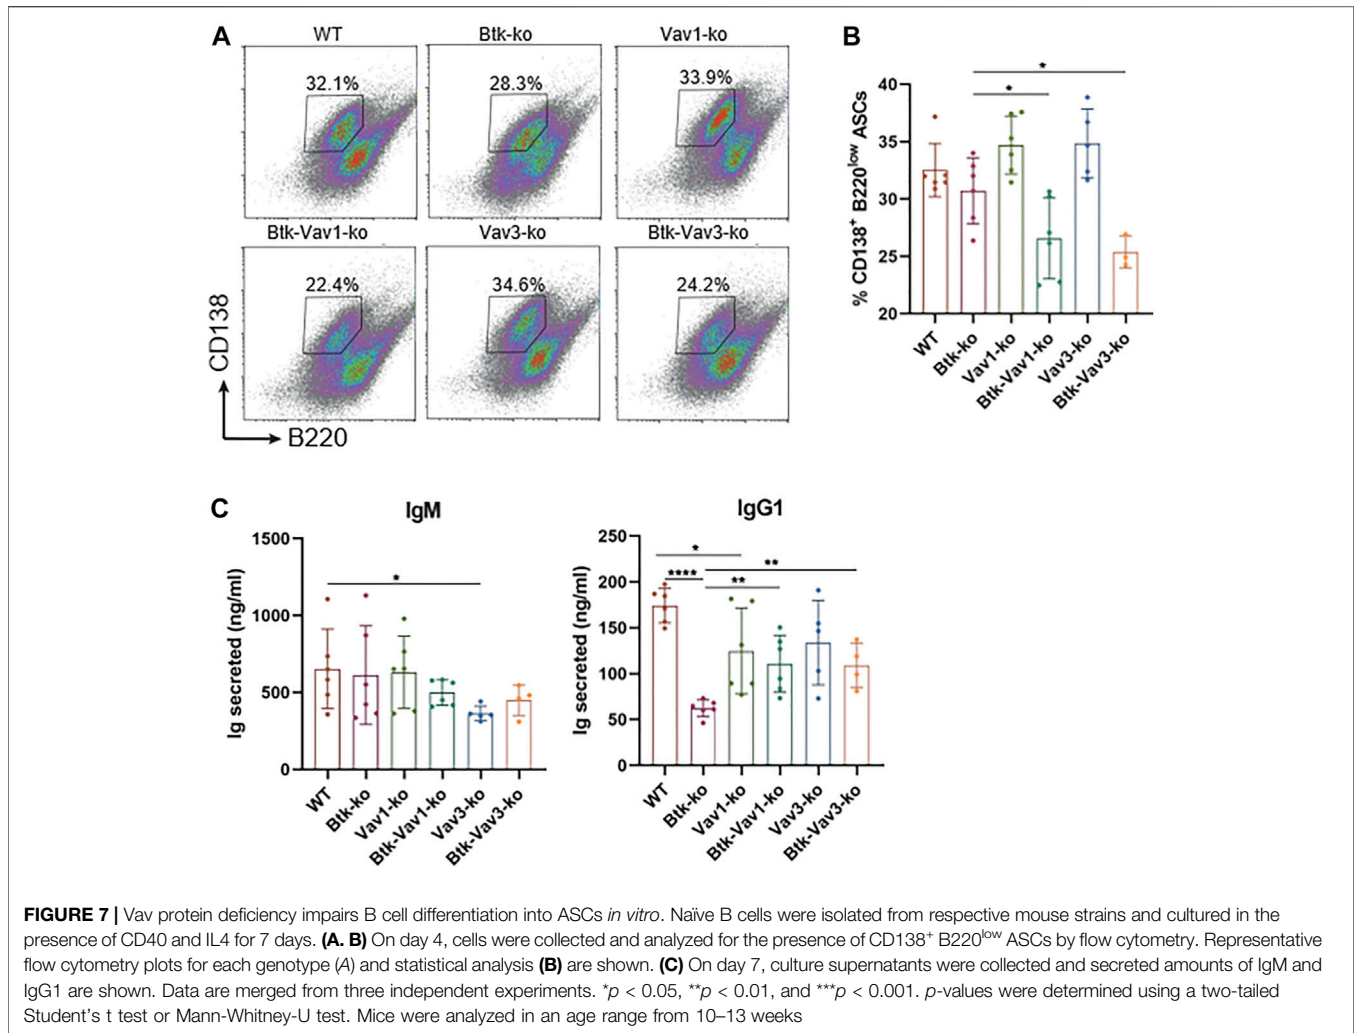 A
WT
Btk-ko
Vav1-ko
32.1%
28.3%
33.9%
Btk-Vav1-ko
Vav3-ko
Btk-Vav3-ko
22.4%
34.6%
24.2%
CD138
B220
B
% CD138+ B220low ASCs
40
35
30
25
20
*
*
WT
Btk-ko
Vav1-ko
Btk-Vav1-ko
Vav3-ko
Btk-Vav3-ko
C
IgM
Ig secreted (ng/ml)
1500
1000
500
0
*
WT
Btk-ko
Vav1-ko
Btk-Vav1-ko
Vav3-ko
Btk-Vav3-ko
IgG1
Ig secreted (ng/ml)
250
200
150
100
50
0
*
**
****
**
WT
Btk-ko
Vav1-ko
Btk-Vav1-ko
Vav3-ko
Btk-Vav3-ko
FIGURE 7 | Vav protein deficiency impairs B cell differentiation into ASCs in vitro. Naïve B cells were isolated from respective mouse strains and cultured in the
presence of CD40 and IL4 for 7 days. (A. B) On day 4, cells were collected and analyzed for the presence of CD138+ B220low ASCs by flow cytometry. Representative
flow cytometry plots for each genotype (A) and statistical analysis (B) are shown. (C) On day 7, culture supernatants were collected and secreted amounts of IgM and
IgG1 are shown. Data are merged from three independent experiments. *p < 0.05, **p < 0.01, and ***p < 0.001. p-values were determined using a two-tailed
Student's t test or Mann-Whitney-U test. Mice were analyzed in an age range from 10–13 weeks